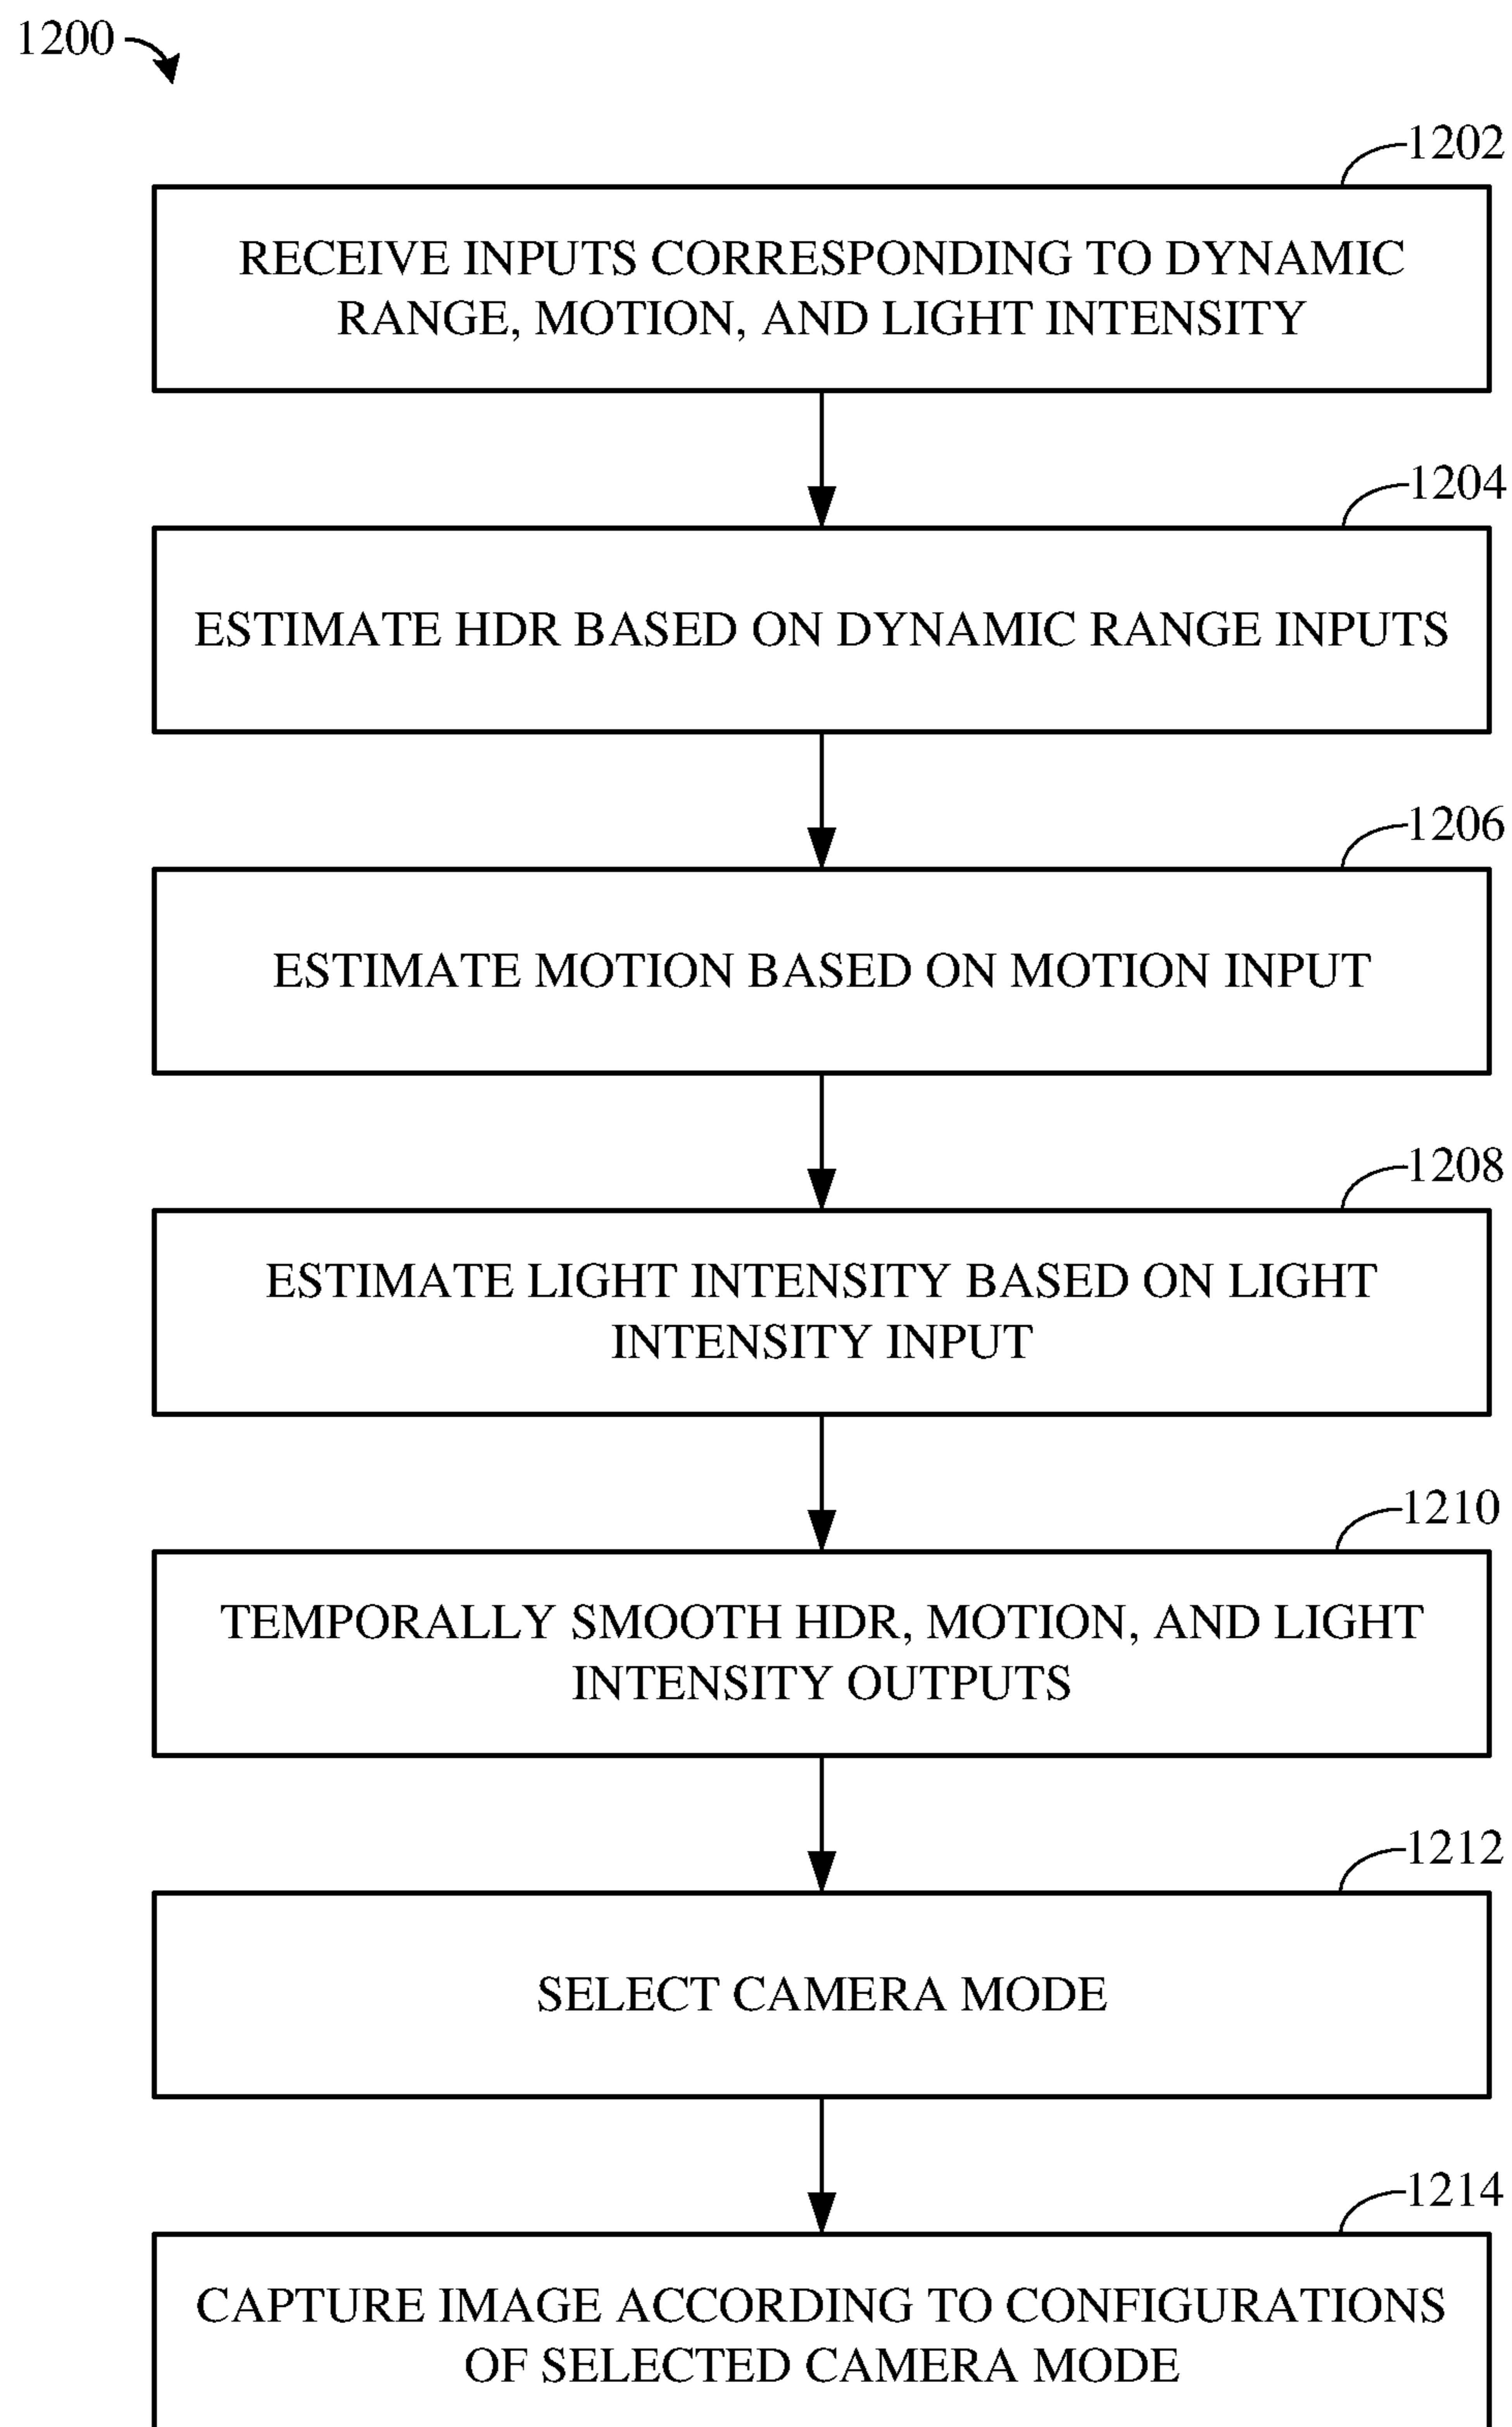 1200
1202
RECEIVE INPUTS CORRESPONDING TO DYNAMIC
RANGE, MOTION, AND LIGHT INTENSITY
1204
ESTIMATE HDR BASED ON DYNAMIC RANGE INPUTS
1206
ESTIMATE MOTION BASED ON MOTION INPUT
1208
ESTIMATE LIGHT INTENSITY BASED ON LIGHT
INTENSITY INPUT
1210
TEMPORALLY SMOOTH HDR, MOTION, AND LIGHT
INTENSITY OUTPUTS
1212
SELECT CAMERA MODE
1214
CAPTURE IMAGE ACCORDING TO CONFIGURATIONS
OF SELECTED CAMERA MODE